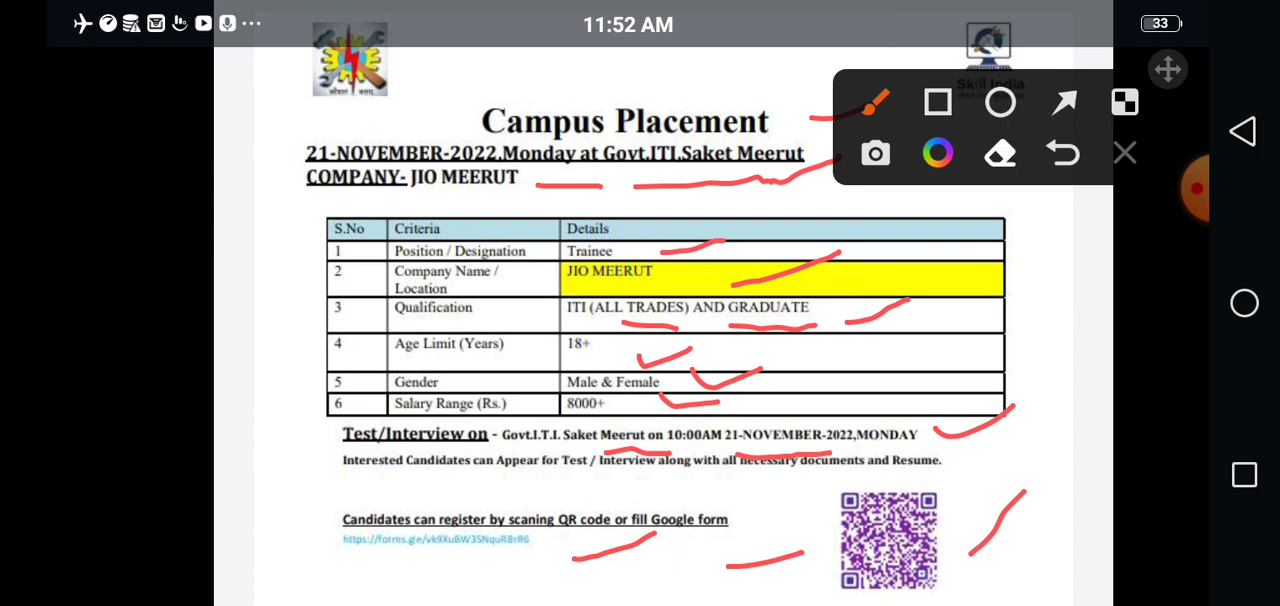 11:52 AM
33
Skill India
Campus Placement
21-NOVEMBER-2022.Monday at Govt.ITI.Saket Meerut
COMPANY- JIO MEERUT
S.No Criteria Details
1 Position / Designation Trainee
2 Company Name / Location JIO MEERUT
3 Qualification ITI (ALL TRADES) AND GRADUATE
4 Age Limit (Years) 18+
5 Gender Male & Female
6 Salary Range (Rs.) 8000+
Test/Interview on - Govt.I.T.I. Saket Meerut on 10:00AM 21-NOVEMBER-2022,MONDAY
Interested Candidates can Appear for Test / Interview along with all necessary documents and Resume.
Candidates can register by scaning QR code or fill Google form
https://forms.gle/vk9XuBW3SNquR8rR6